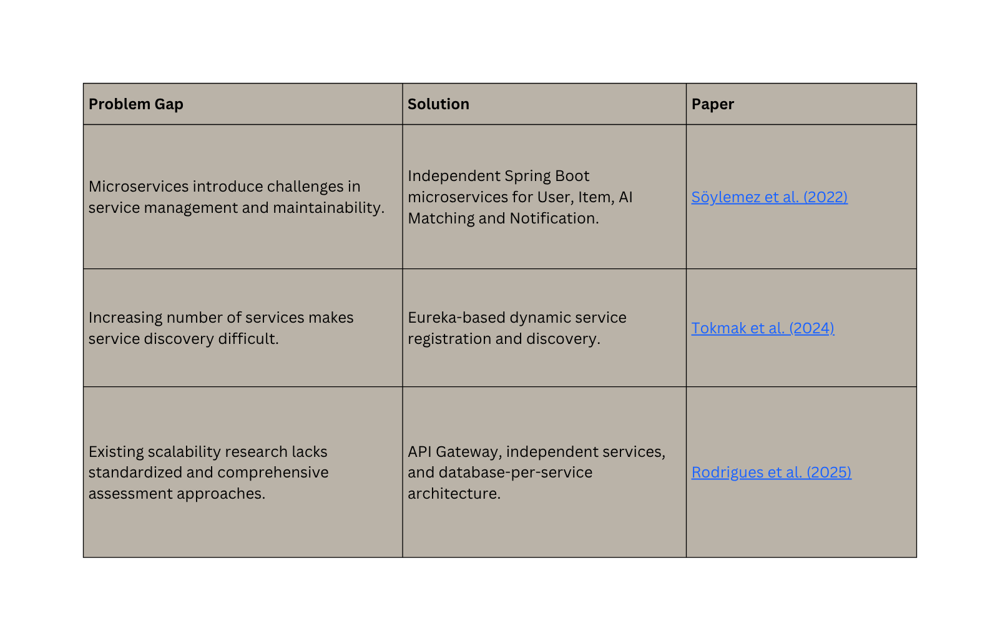 Problem Gap
Solution
Paper
Microservices introduce challenges in
service management and maintainability.
Independent Spring Boot
microservices for User, Item, AI
Matching and Notification.
Söylemez et al. (2022)
Increasing number of services makes
service discovery difficult.
Eureka-based dynamic service
registration and discovery.
Tokmak et al. (2024)
Existing scalability research lacks
standardized and comprehensive
assessment approaches.
API Gateway, independent services,
and database-per-service
architecture.
Rodrigues et al. (2025)